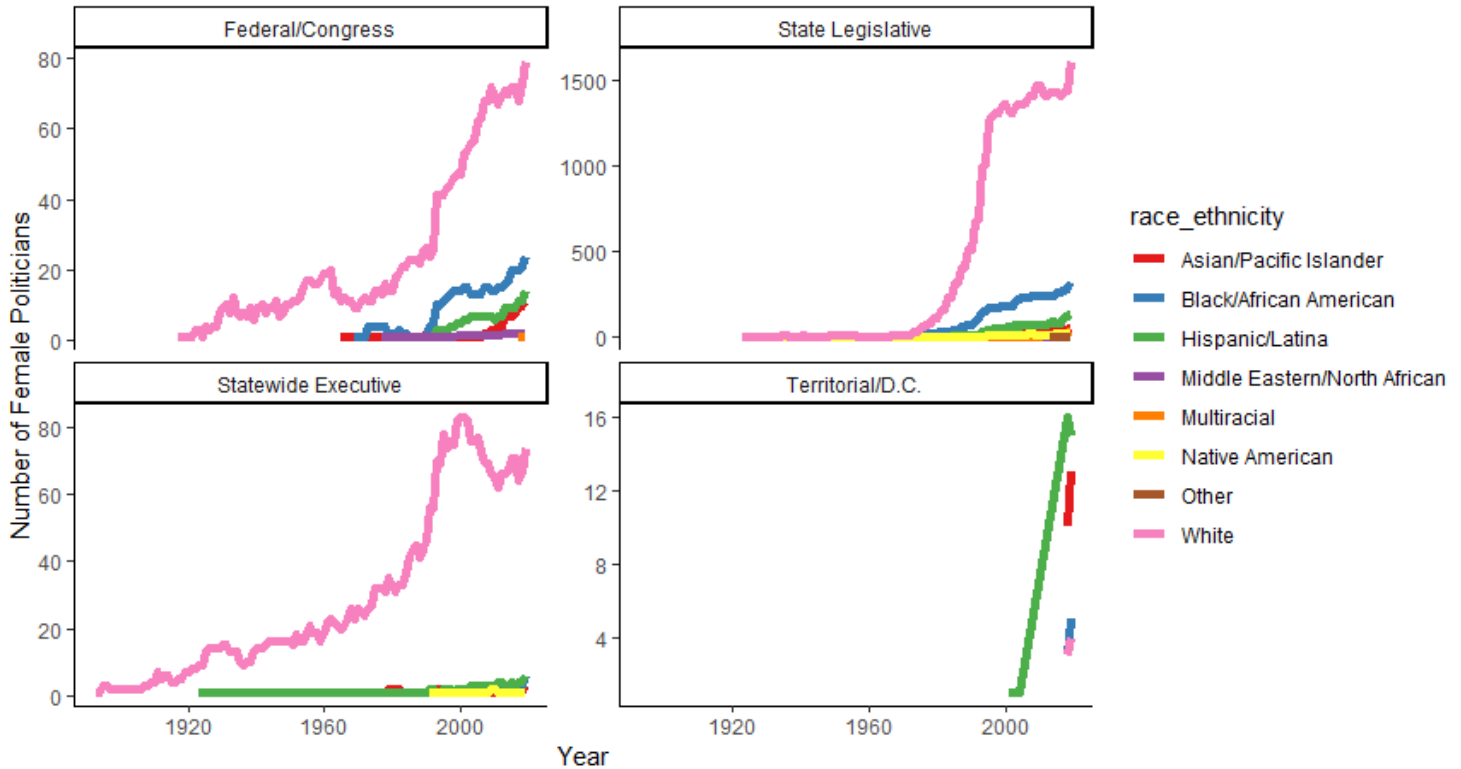 Federal/Congress
State Legislative
80
60
40
20
0
1500
1000
500
0
Statewide Executive
Territorial/D.C.
80
60
40
20
0
16
12
8
4
1920
1960
2000
1920
1960
2000
Year
Number of Female Politicians
race_ethnicity
Asian/Pacific Islander
Black/African American
Hispanic/Latina
Middle Eastern/North African
Multiracial
Native American
Other
White